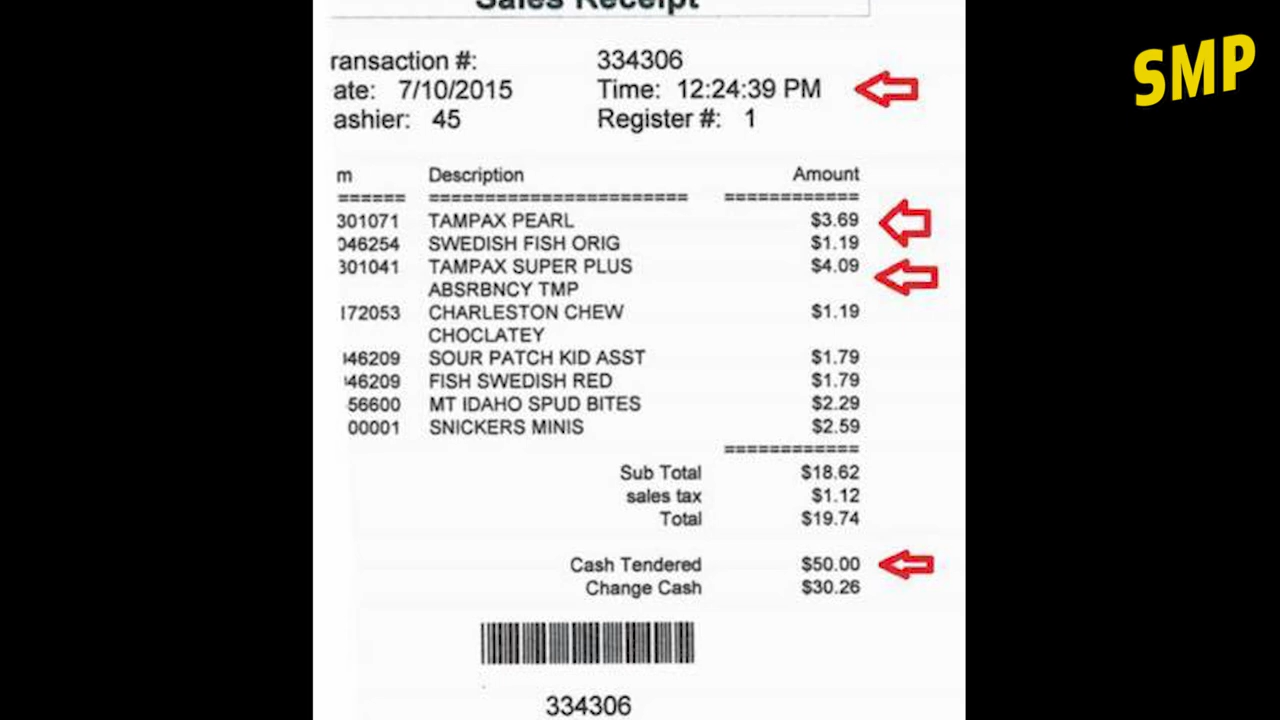 Sales Receipt
SMP
ransaction #: 334306
ate: 7/10/2015 Time: 12:24:39 PM
ashier: 45 Register #: 1
m Description Amount
====== ======================= ============
301071 TAMPAX PEARL $3.69
046254 SWEDISH FISH ORIG $1.19
301041 TAMPAX SUPER PLUS $4.09
ABSRBNCY TMP
172053 CHARLESTON CHEW $1.19
CHOCLATEY
46209 SOUR PATCH KID ASST $1.79
46209 FISH SWEDISH RED $1.79
56600 MT IDAHO SPUD BITES $2.29
00001 SNICKERS MINIS $2.59
============
Sub Total $18.62
sales tax $1.12
Total $19.74
Cash Tendered $50.00
Change Cash $30.26
334306